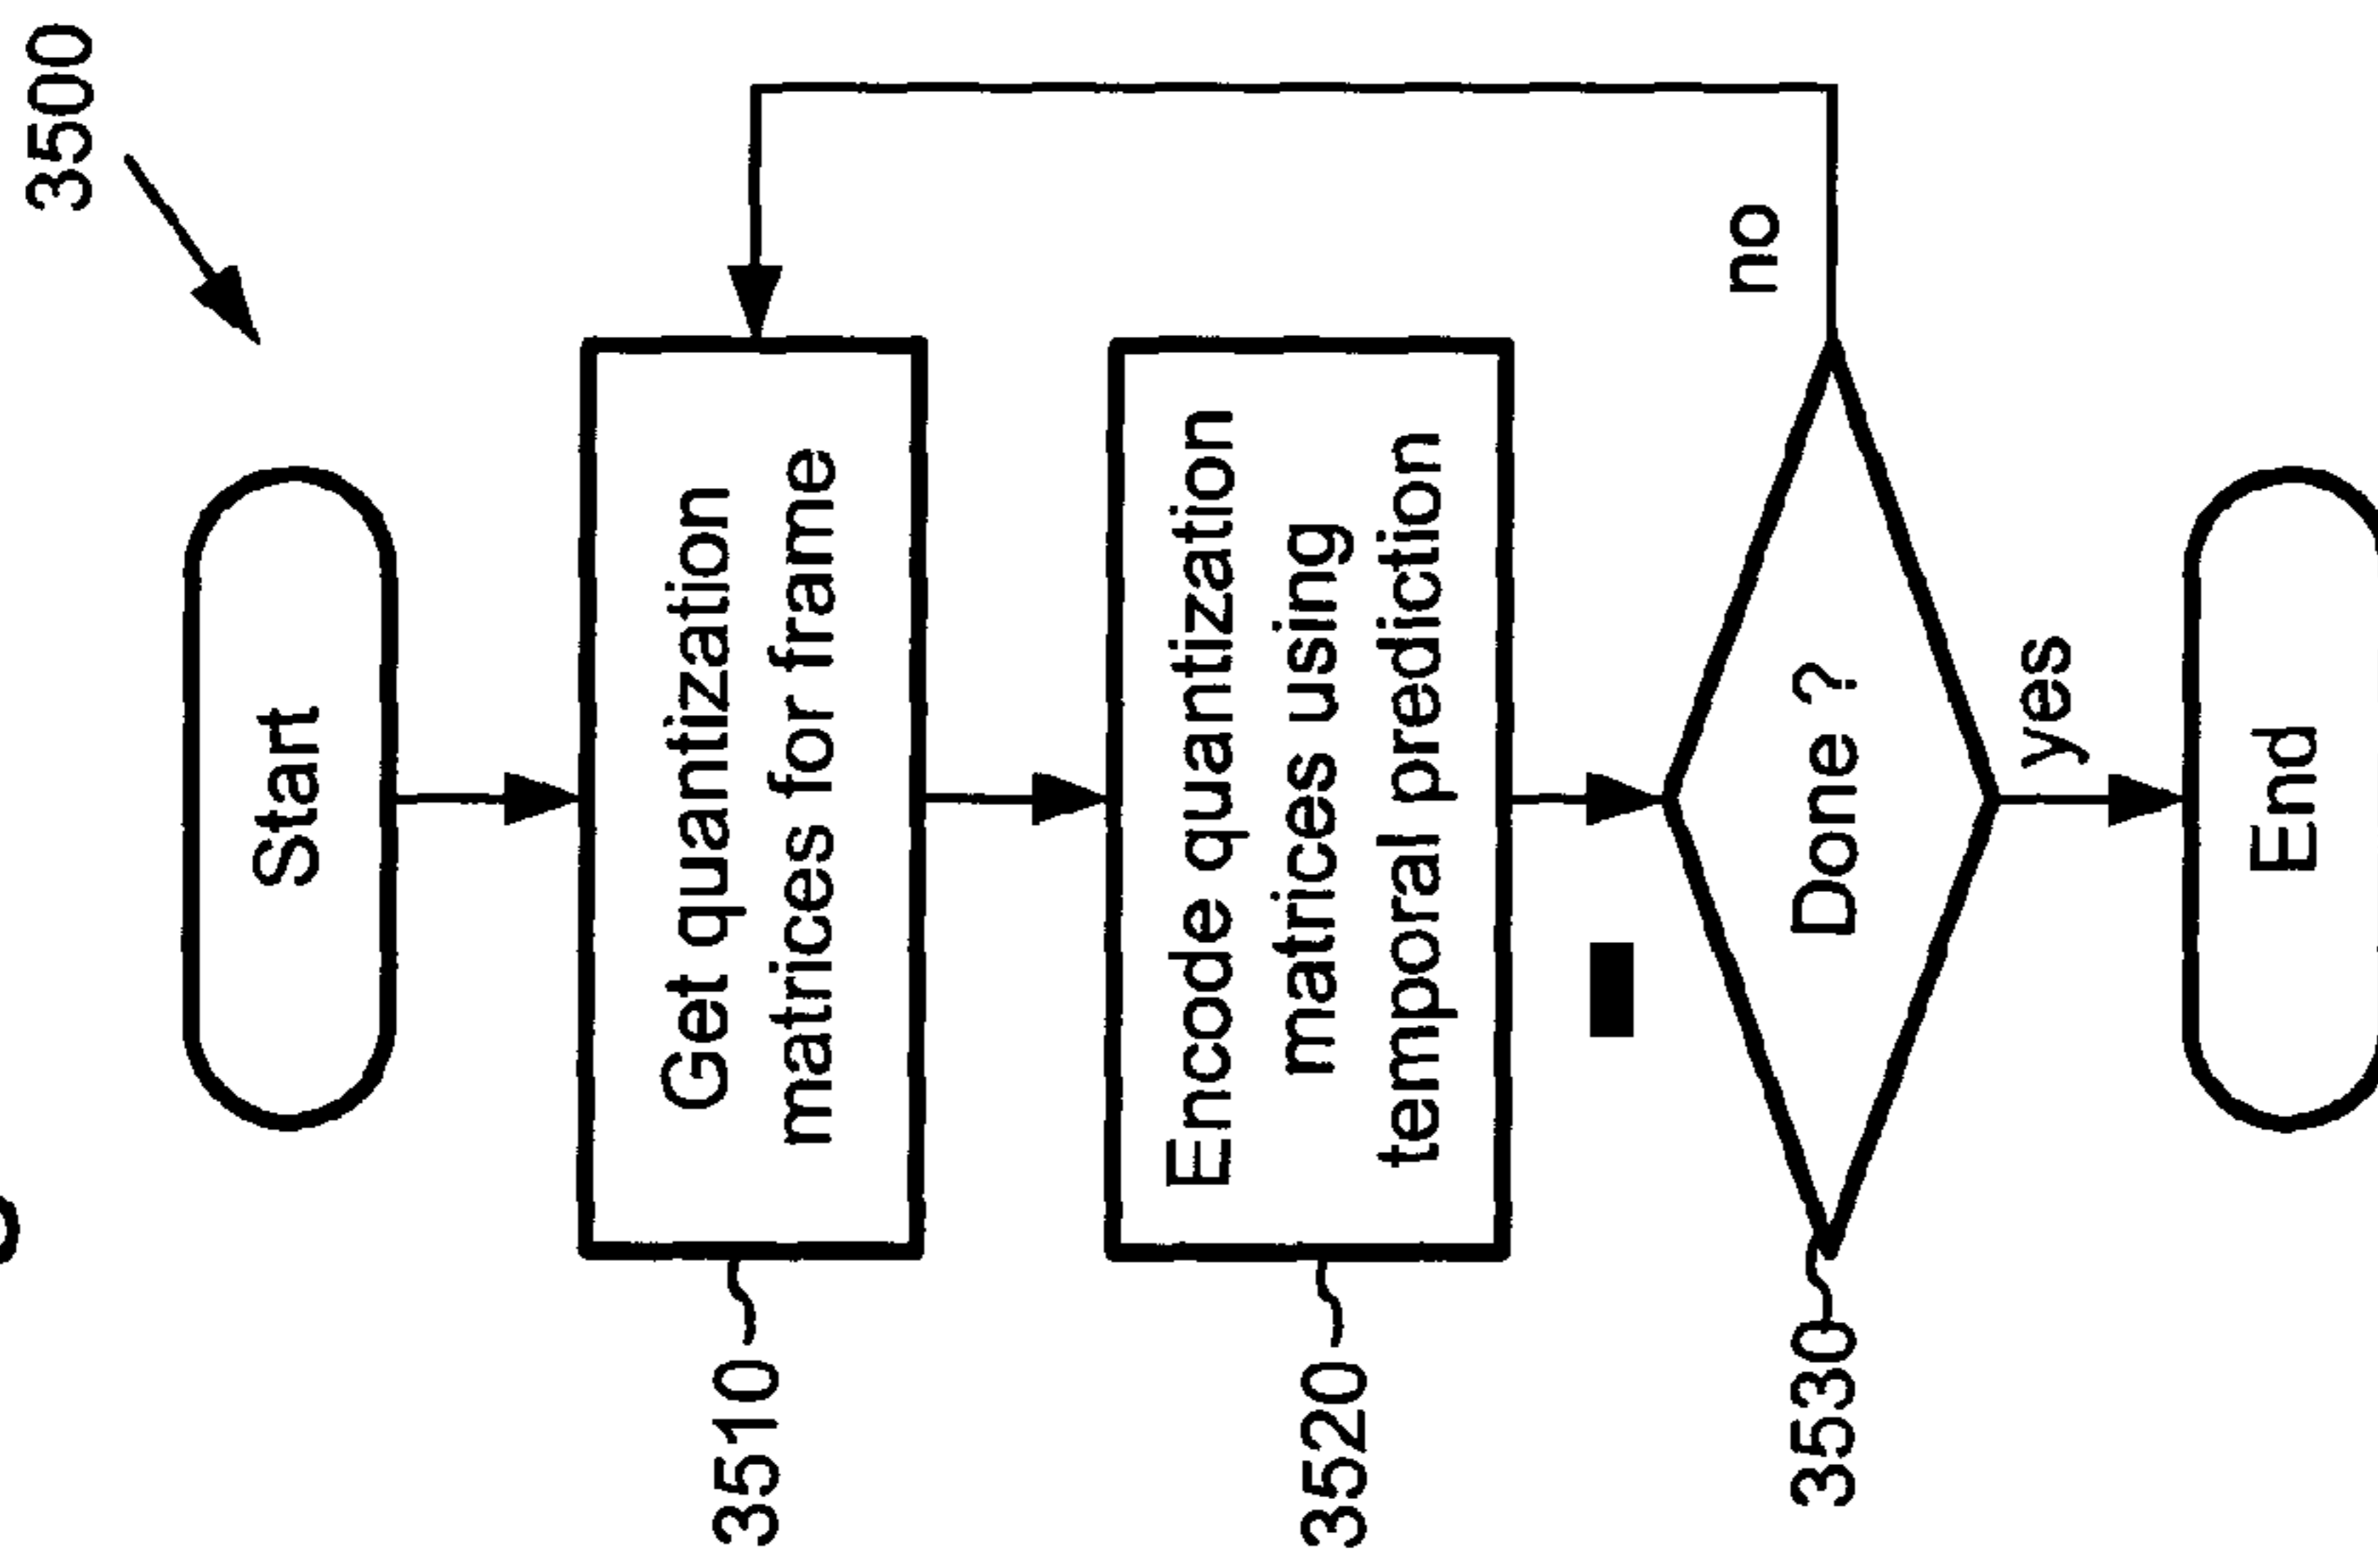 3500
Start
3510
Get quantization
matrices for frame
3520
Encode quantization
matrices using
temporal prediction
3530
Done ?
no
yes
End